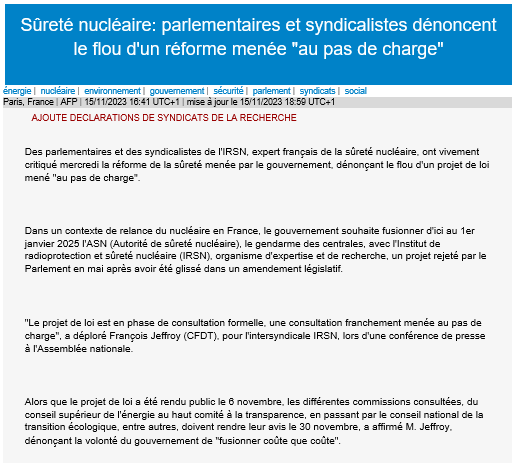 Sûreté nucléaire: parlementaires et syndicalistes dénoncent
le flou d'un réforme menée "au pas de charge"
énergie | nucléaire | environnement | gouvernement | sécurité | parlement | syndicats | social
Paris, France | AFP | 15/11/2023 16:41 UTC+1 | mise à jour le 15/11/2023 18:59 UTC+1
AJOUTE DECLARATIONS DE SYNDICATS DE LA RECHERCHE
Des parlementaires et des syndicalistes de l'IRSN, expert français de la sûreté nucléaire, ont vivement
critiqué mercredi la réforme de la sûreté menée par le gouvernement, dénonçant le flou d'un projet de loi
mené "au pas de charge".
Dans un contexte de relance du nucléaire en France, le gouvernement souhaite fusionner d'ici au 1er
janvier 2025 l'ASN (Autorité de sûreté nucléaire), le gendarme des centrales, avec l'Institut de
radioprotection et sûreté nucléaire (IRSN), organisme d'expertise et de recherche, un projet rejeté par le
Parlement en mai après avoir été glissé dans un amendement législatif.
"Le projet de loi est en phase de consultation formelle, une consultation franchement menée au pas de
charge", a déploré François Jeffroy (CFDT), pour l'intersyndicale IRSN, lors d'une conférence de presse
à l'Assemblée nationale.
Alors que le projet de loi a été rendu public le 6 novembre, les différentes commissions consultées, du
conseil supérieur de l'énergie au haut comité à la transparence, en passant par le conseil national de la
transition écologique, entre autres, doivent rendre leur avis le 30 novembre, a affirmé M. Jeffroy,
dénonçant la volonté du gouvernement de "fusionner coûte que coûte".